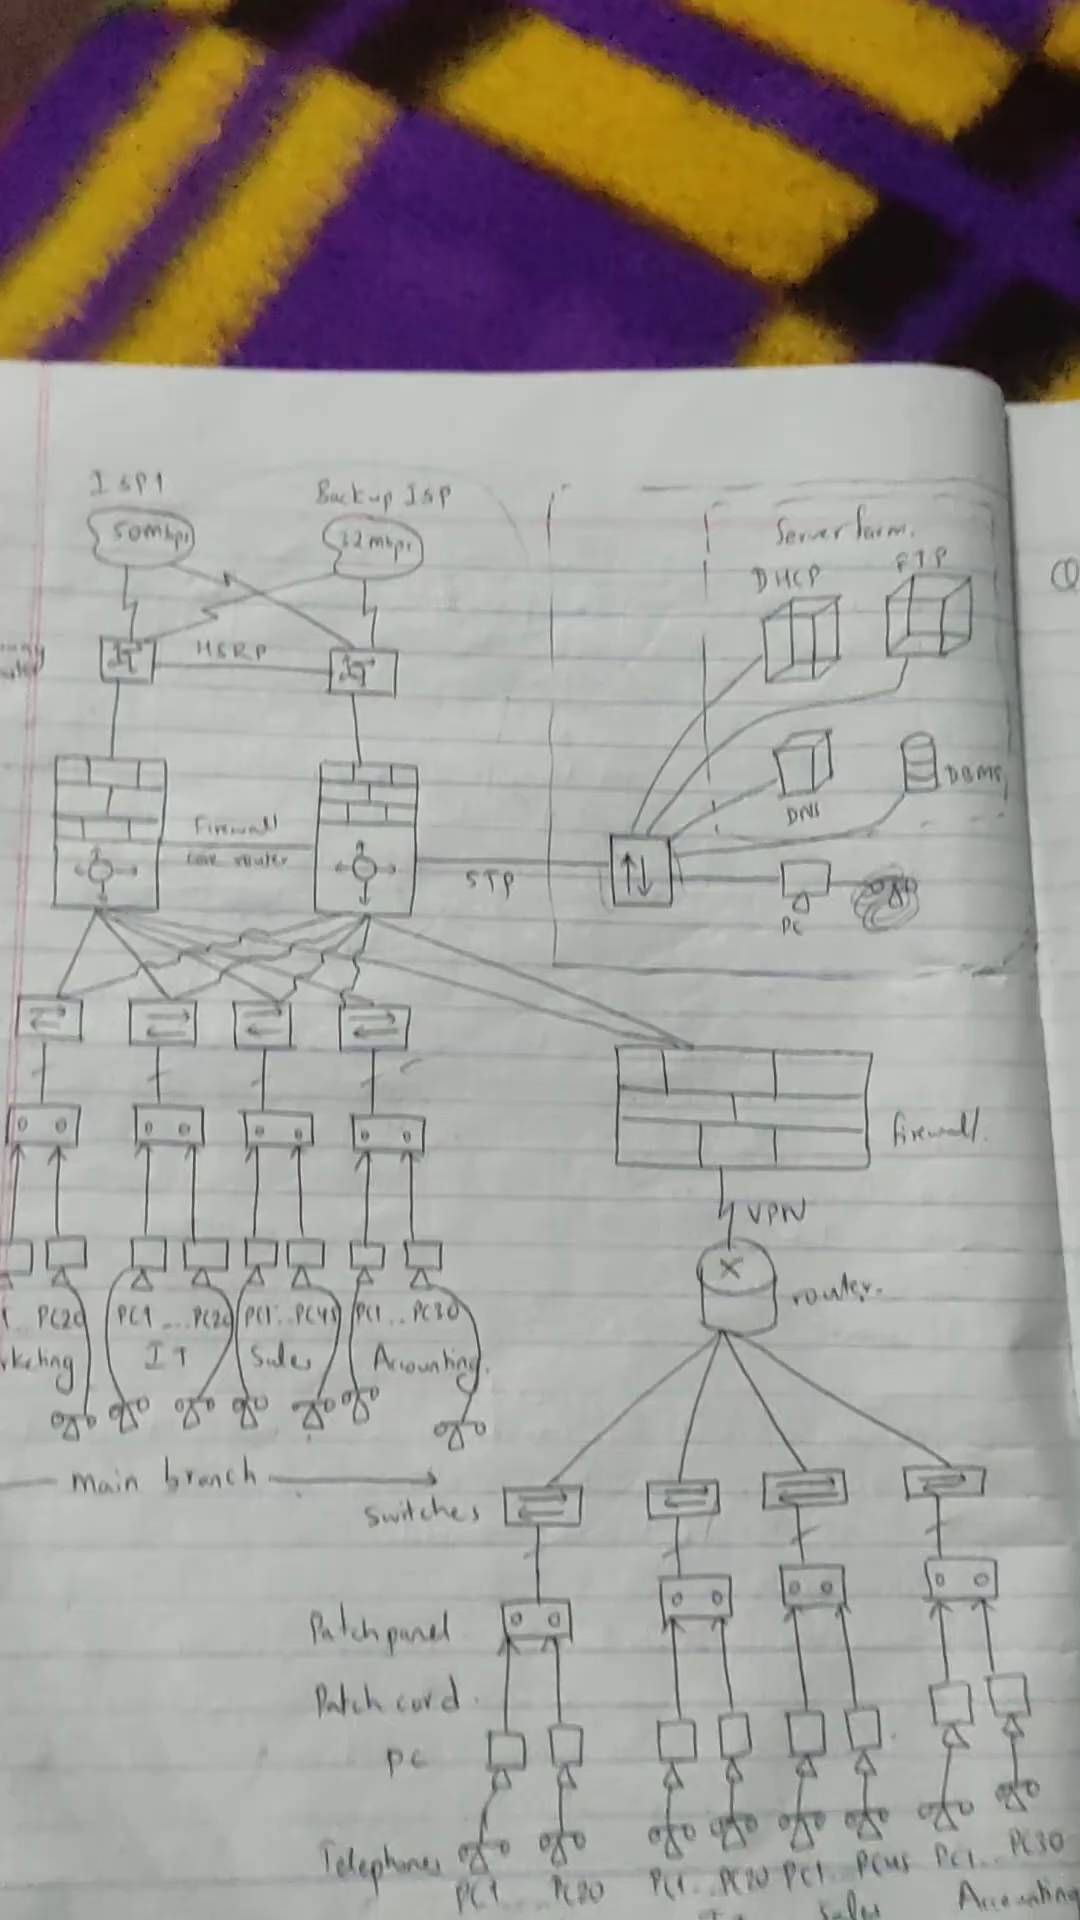 ISP1
Backup ISP
50mbps
12mbps
HSRP
Server farm.
DHCP
FTP
DNS
DBMS
Firewall
core router
STP
PC
①
firewall.
VPN
router.
PC20
PC1 .... PC20
PC1.. PC45
PC1... PC30
IT
Sales
Accounting.
main branch
Switches
Patch panel
Patch cord.
PC
Telephones
PC1.... PC20
PC1... PC20
PC1.. PC45
PC1... PC30
Sales
Accounting